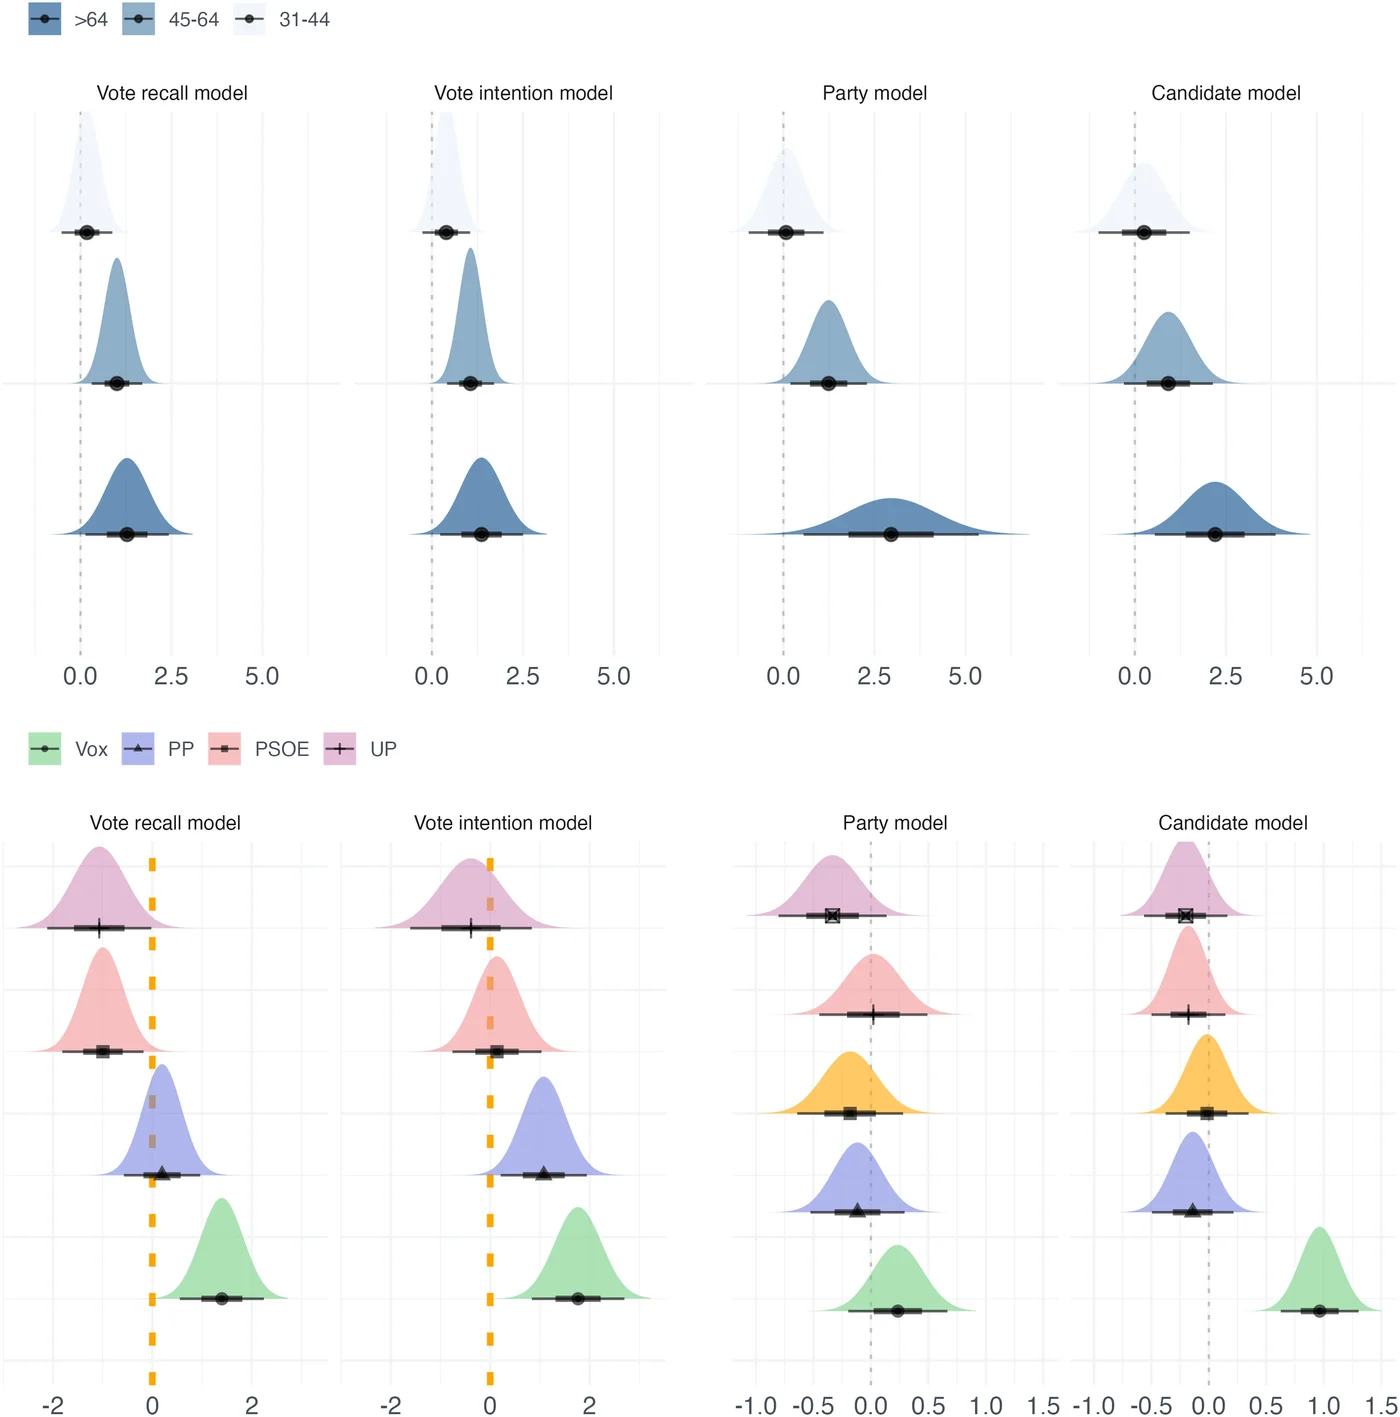 >64 45-64 31-44
Vote recall model Vote intention model Party model Candidate model
0.0 2.5 5.0 0.0 2.5 5.0 0.0 2.5 5.0 0.0 2.5 5.0
Vox PP PSOE UP
Vote recall model Vote intention model Party model Candidate model
-2 0 2 -2 0 2 -1.0 -0.5 0.0 0.5 1.0 1.5 -1.0 -0.5 0.0 0.5 1.0 1.5